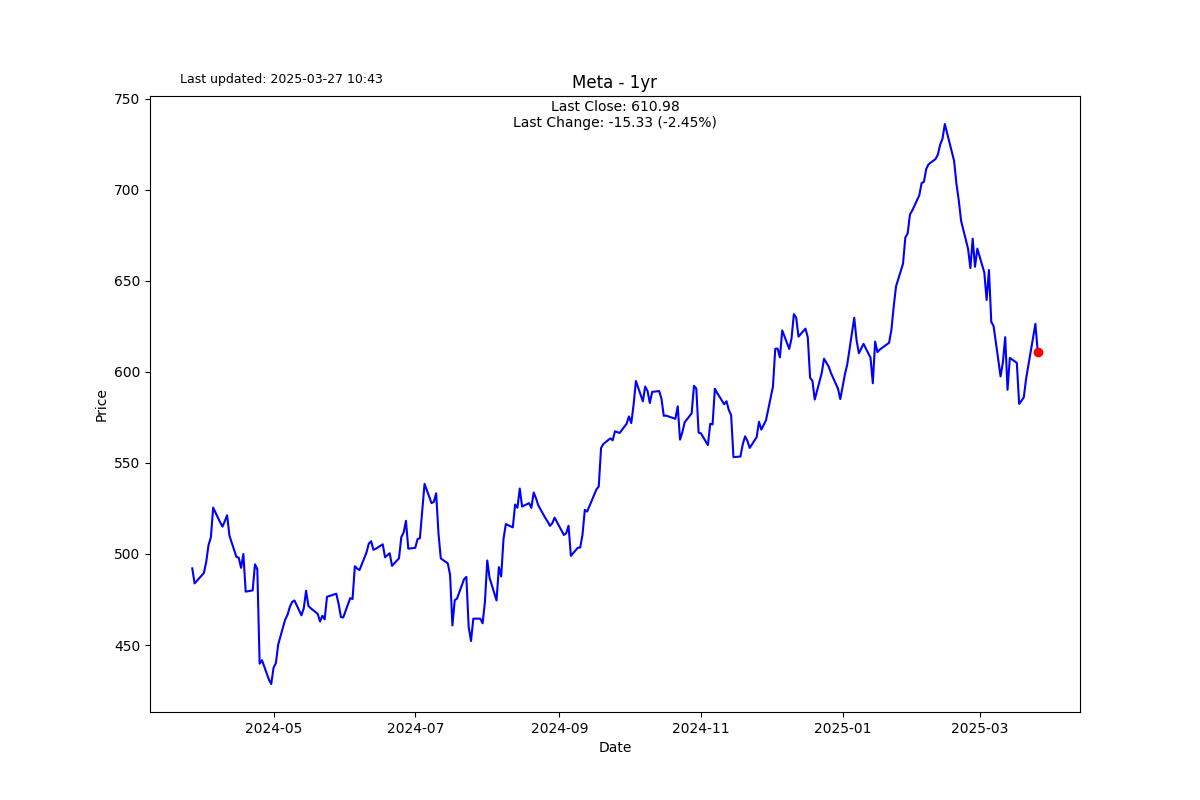 Last updated: 2025-03-27 10:43
Meta - 1yr
Last Close: 610.98
Last Change: -15.33 (-2.45%)
750
700
650
600
550
500
450
Price
2024-05
2024-07
2024-09
2024-11
2025-01
2025-03
Date